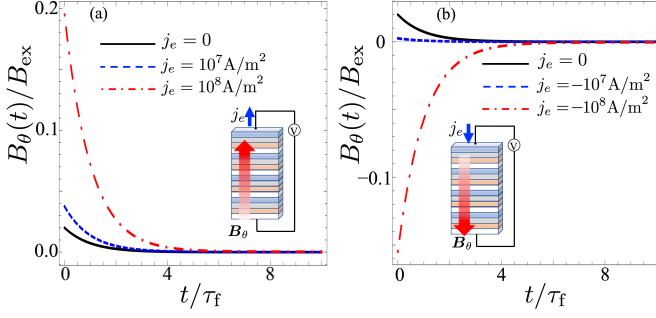 0.2
(a)
j_e = 0
j_e = 10^7 A/m^2
j_e = 10^8 A/m^2
B_θ(t)/B_ex
0.1
0.0
j_e
V
B_θ
0
4
8
t/τ_f
(b)
0
j_e = 0
j_e = −10^7 A/m^2
j_e = −10^8 A/m^2
B_θ(t)/B_ex
−0.1
j_e
V
B_θ
0
4
8
t/τ_f